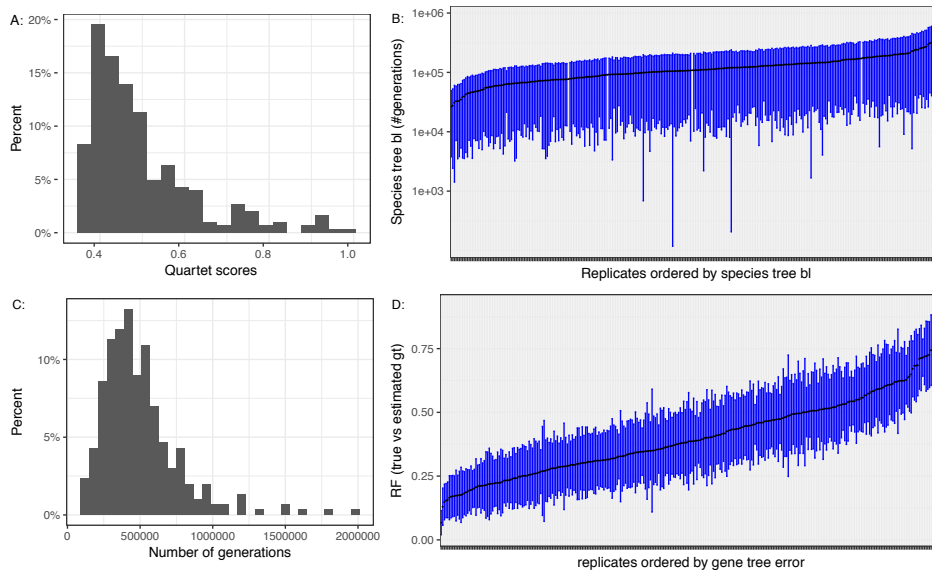 A:
20%
15%
10%
5%
0%
Percent
0.4
0.6
0.8
1.0
Quartet scores
B:
1e+06
1e+05
1e+04
1e+03
Species tree bl (#generations)
Replicates ordered by species tree bl
C:
10%
5%
0%
Percent
0
500000
1000000
1500000
2000000
Number of generations
D:
0.75
0.50
0.25
0.00
RF (true vs estimated gt)
replicates ordered by gene tree error